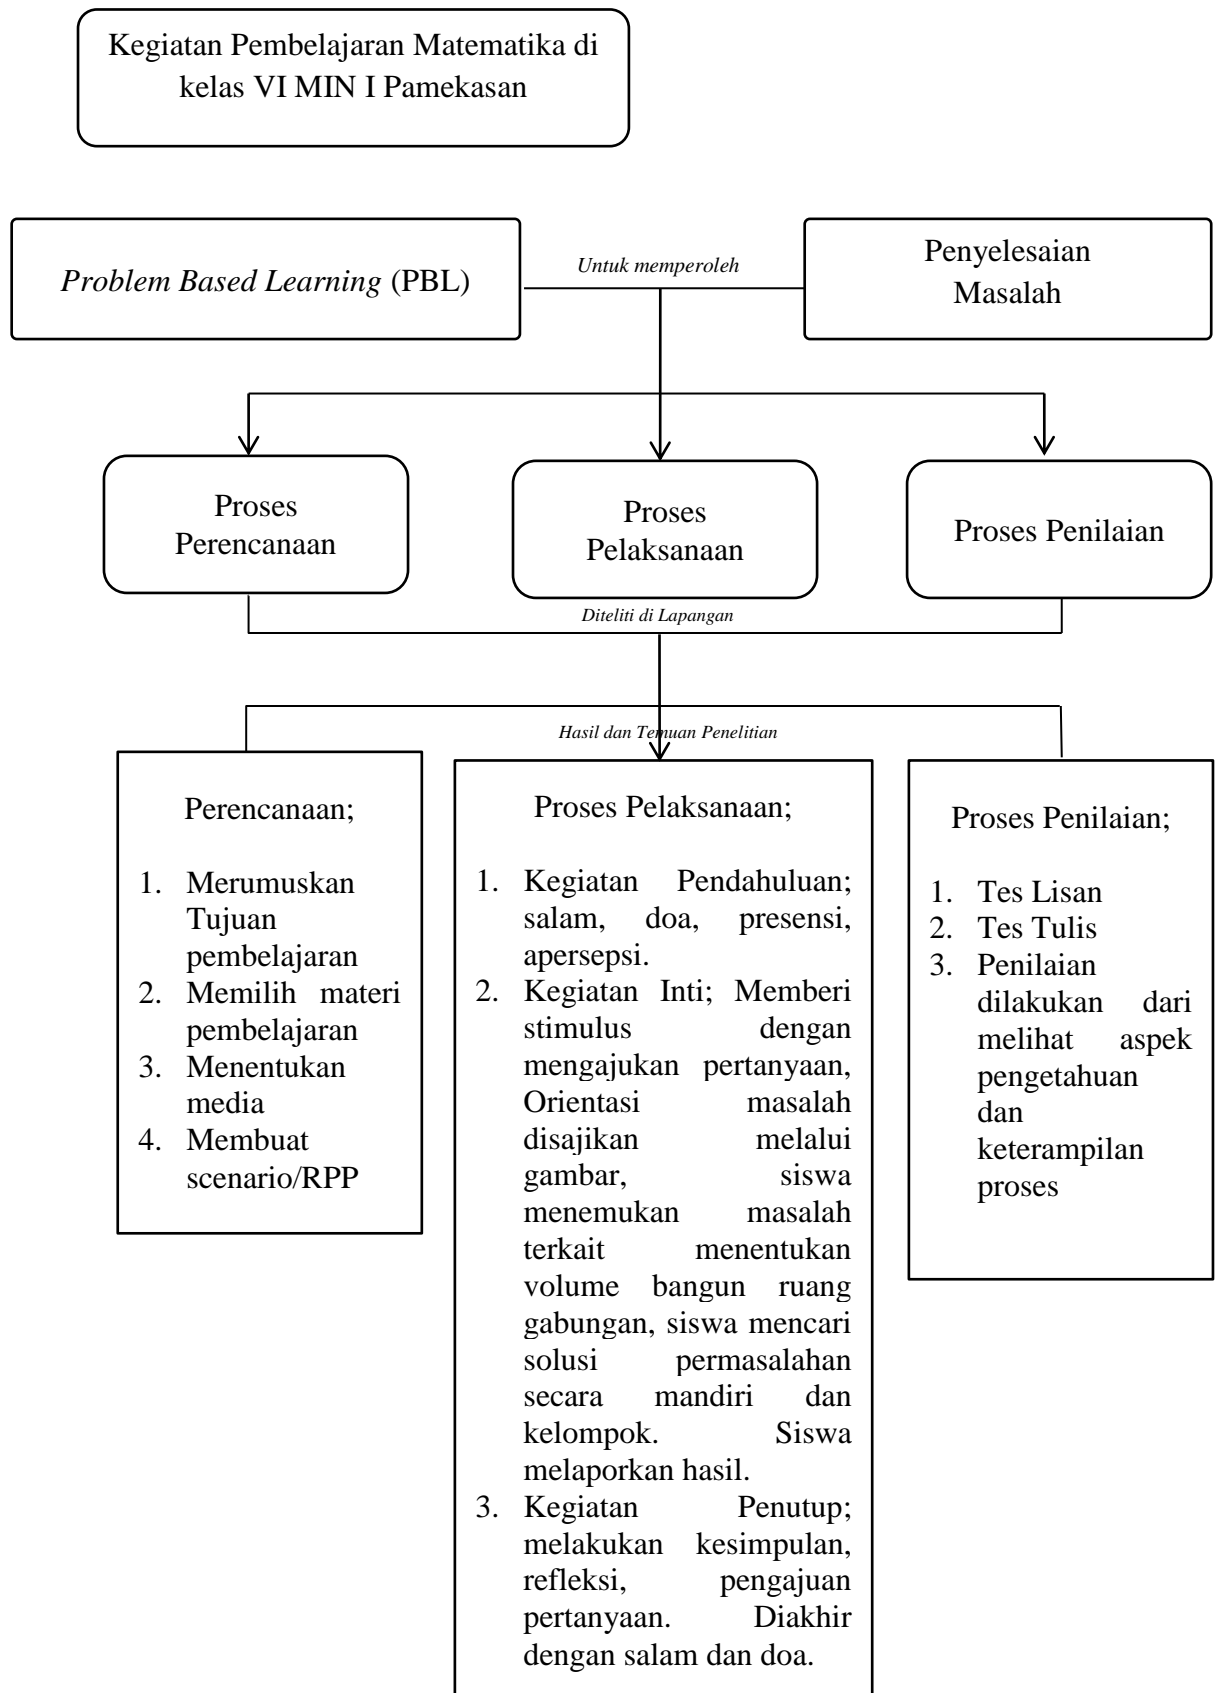 Kegiatan Pembelajaran Matematika di
kelas VI MIN I Pamekasan
Problem Based Learning (PBL)
Untuk memperoleh
Penyelesaian
Masalah
Proses
Perencanaan
Proses
Pelaksanaan
Proses Penilaian
Diteliti di Lapangan
Hasil dan Temuan Penelitian
Perencanaan;
1. Merumuskan
Tujuan
pembelajaran
2. Memilih materi
pembelajaran
3. Menentukan
media
4. Membuat
scenario/RPP
Proses Pelaksanaan;
1. Kegiatan Pendahuluan;
salam, doa, presensi,
apersepsi.
2. Kegiatan Inti; Memberi
stimulus dengan
mengajukan pertanyaan,
Orientasi masalah
disajikan melalui
gambar, siswa
menemukan masalah
terkait menentukan
volume bangun ruang
gabungan, siswa mencari
solusi permasalahan
secara mandiri dan
kelompok. Siswa
melaporkan hasil.
3. Kegiatan Penutup;
melakukan kesimpulan,
refleksi, pengajuan
pertanyaan. Diakhir
dengan salam dan doa.
Proses Penilaian;
1. Tes Lisan
2. Tes Tulis
3. Penilaian
dilakukan dari
melihat aspek
pengetahuan
dan
keterampilan
proses